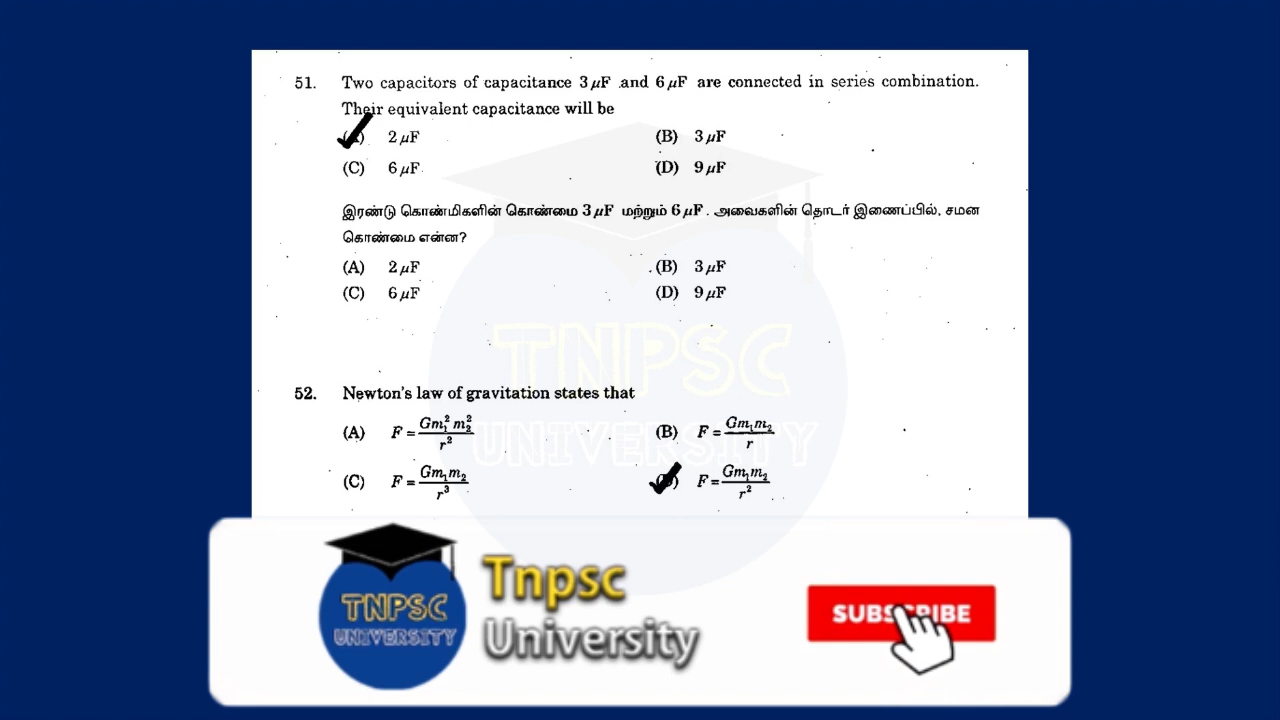 51. Two capacitors of capacitance 3 μF and 6 μF are connected in series combination.
Their equivalent capacitance will be
(A) 2 μF (B) 3 μF
(C) 6 μF (D) 9 μF
இரண்டு கொண்மிகளின் கொண்மை 3 μF மற்றும் 6 μF. அவைகளின் தொடர் இணைப்பில், சமன
கொண்மை என்ன?
(A) 2 μF (B) 3 μF
(C) 6 μF (D) 9 μF
TNPSC
UNIVERSITY
52. Newton's law of gravitation states that
(A) F = Gm₁² m₂² / r² (B) F = Gm₁m₂ / r
(C) F = Gm₁m₂ / r³ (D) F = Gm₁m₂ / r²
TNPSC
UNIVERSITY
Tnpsc
University
SUBSCRIBE